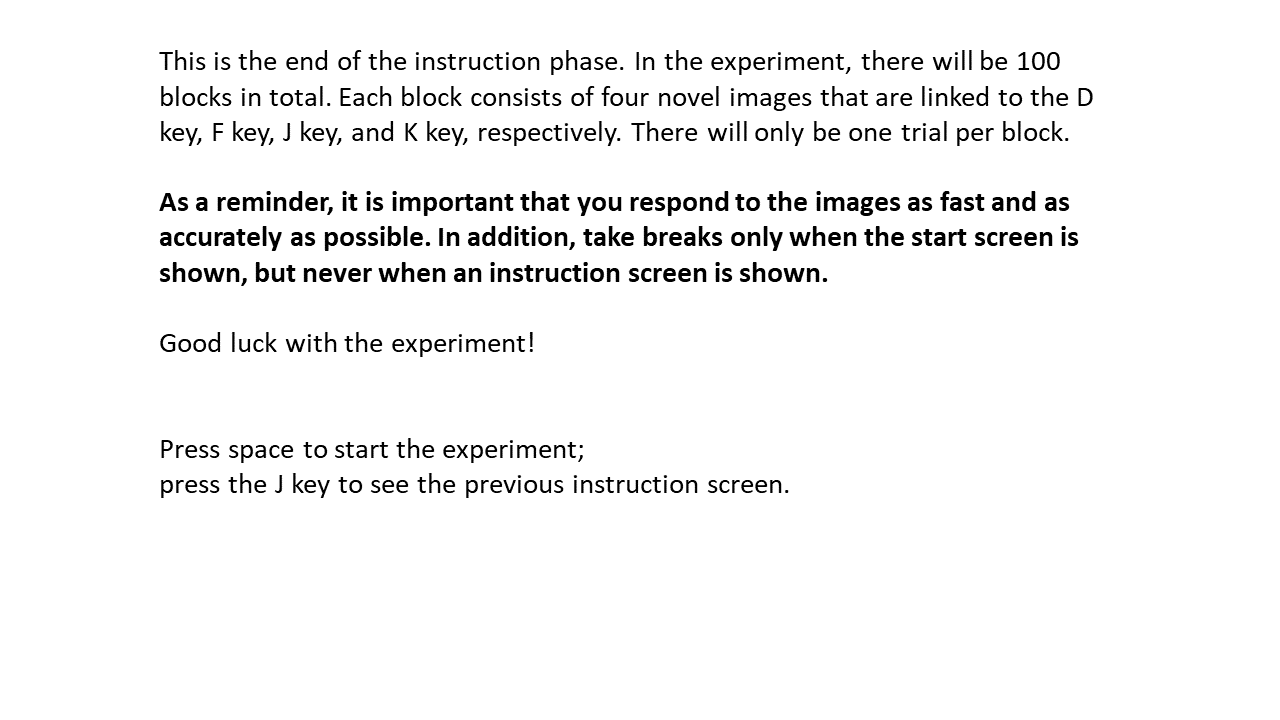 This is the end of the instruction phase. In the experiment, there will be 100
blocks in total. Each block consists of four novel images that are linked to the D
key, F key, J key, and K key, respectively. There will only be one trial per block.
As a reminder, it is important that you respond to the images as fast and as
accurately as possible. In addition, take breaks only when the start screen is
shown, but never when an instruction screen is shown.
Good luck with the experiment!
Press space to start the experiment;
press the J key to see the previous instruction screen.